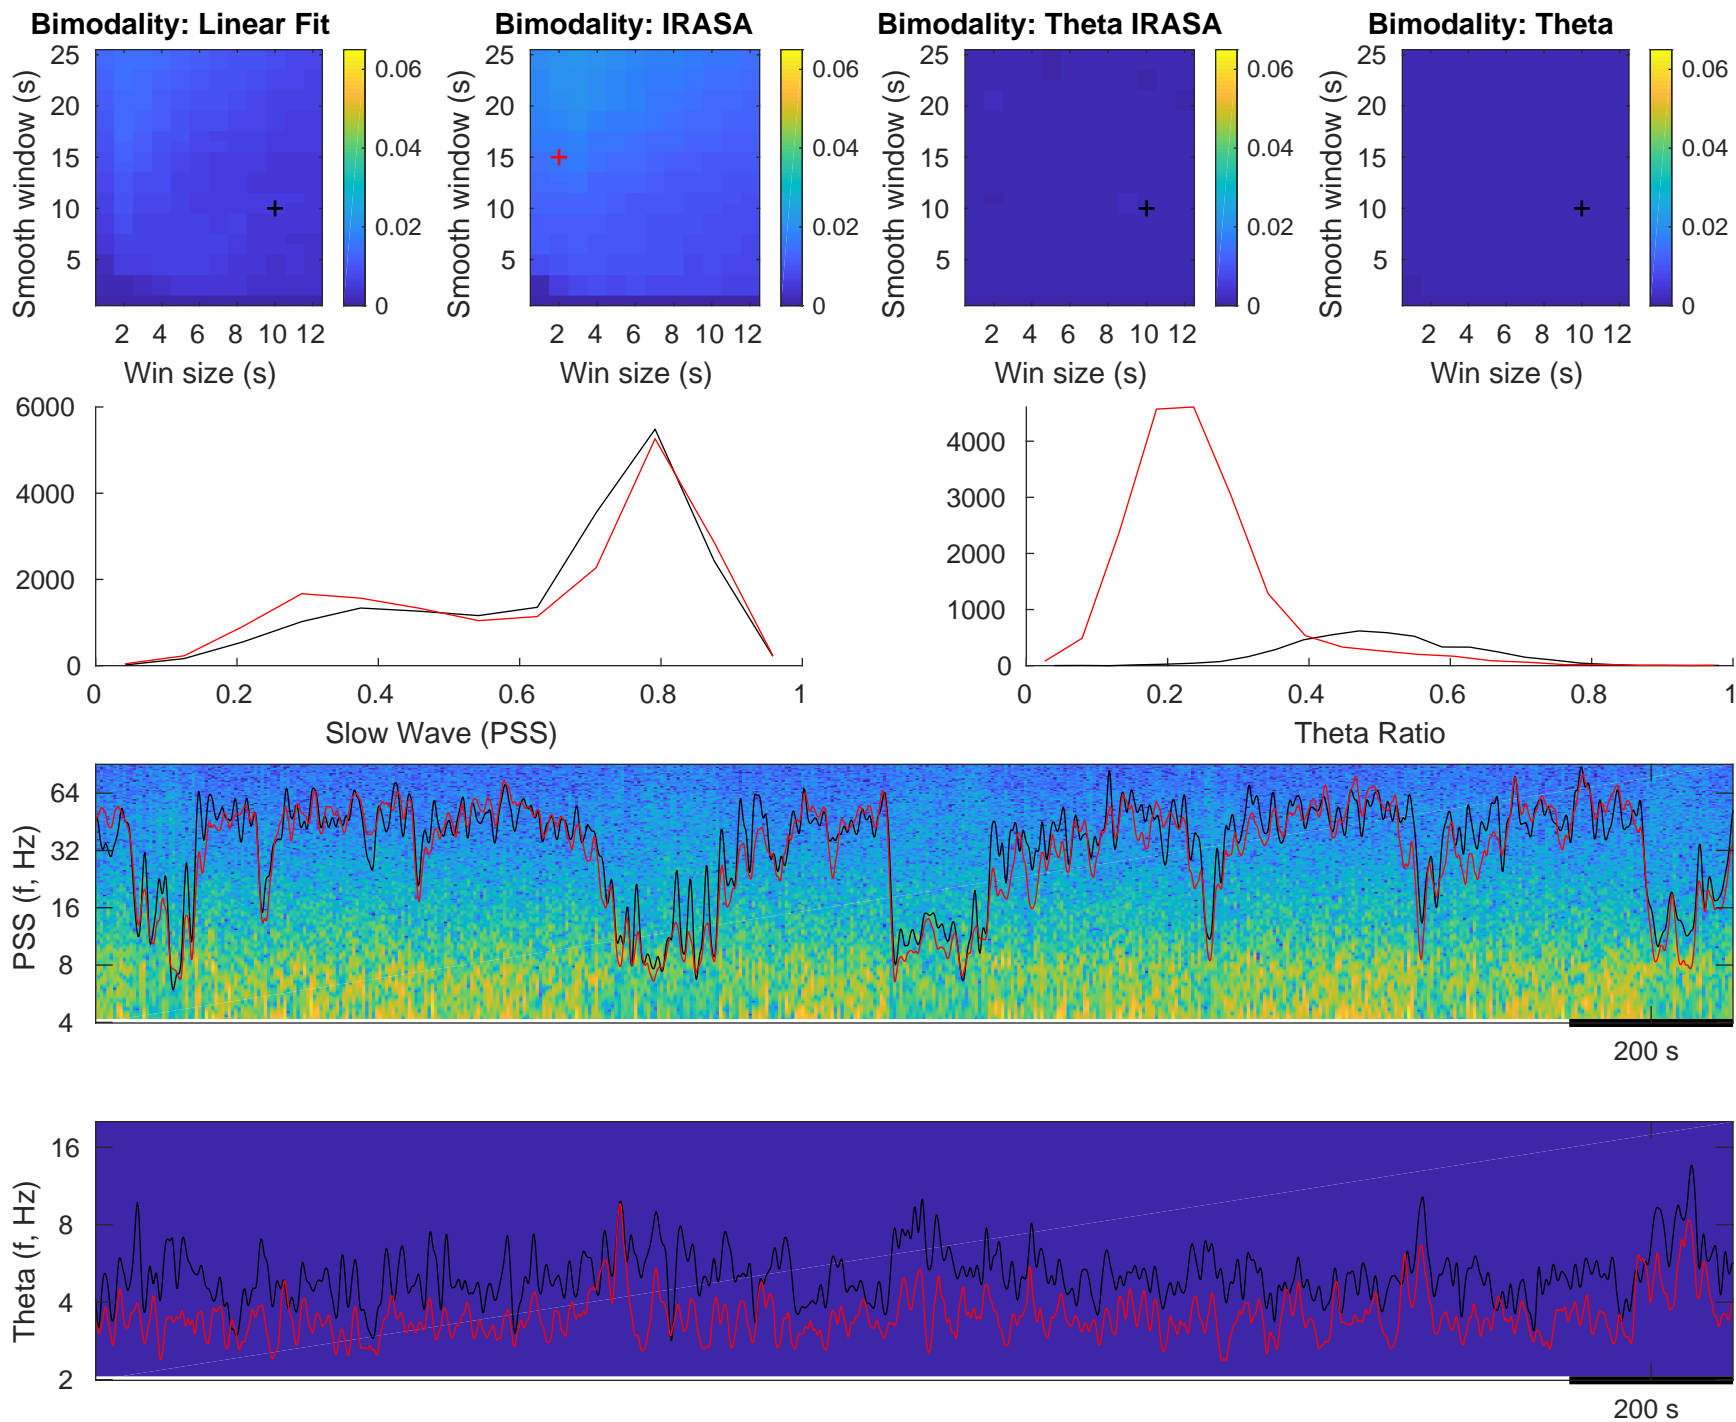 Bimodality: Linear Fit
Bimodality: IRASA
Bimodality: Theta IRASA
Bimodality: Theta
Smooth window (s)
25
20
15
10
5
2 4 6 8 10 12
Win size (s)
0.06
0.04
0.02
0
Smooth window (s)
25
20
15
10
5
2 4 6 8 10 12
Win size (s)
0.06
0.04
0.02
0
Smooth window (s)
25
20
15
10
5
2 4 6 8 10 12
Win size (s)
0.06
0.04
0.02
0
Smooth window (s)
25
20
15
10
5
2 4 6 8 10 12
Win size (s)
0.06
0.04
0.02
0
6000
4000
2000
0
0 0.2 0.4 0.6 0.8 1
Slow Wave (PSS)
4000
3000
2000
1000
0
0 0.2 0.4 0.6 0.8 1
Theta Ratio
PSS (f, Hz)
64
32
16
8
4
200 s
Theta (f, Hz)
16
8
4
2
200 s